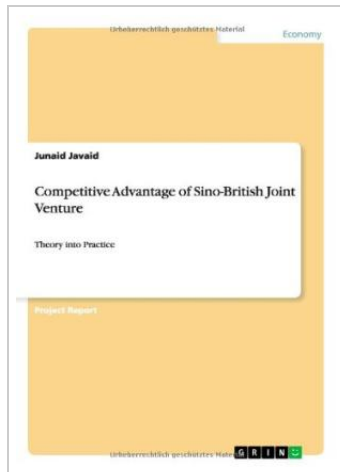 Urheberrechtlich geschütztes Material
Economy
Junaid Javaid
Competitive Advantage of Sino-British Joint
Venture
Theory into Practice
Project Report
Urheberrechtlich geschütztes Mate
GRIN